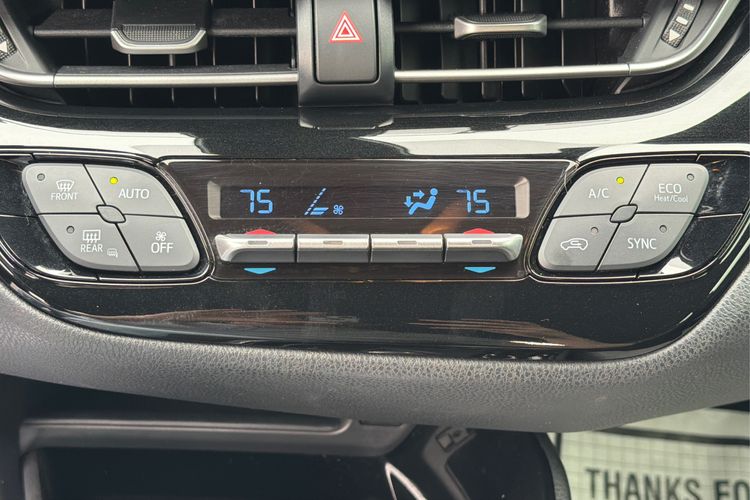 FRONT
AUTO
REAR
OFF
75
75
A/C
ECO
Heat/Cool
SYNC
THANKS FO